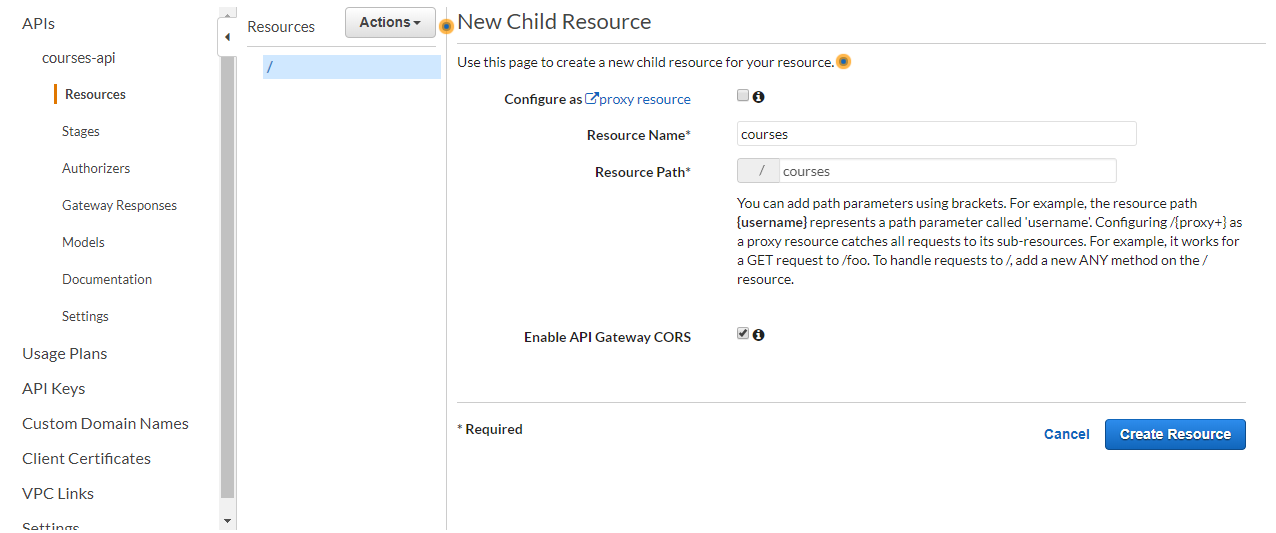 APIs
courses-api
Resources
Stages
Authorizers
Gateway Responses
Models
Documentation
Settings
Usage Plans
API Keys
Custom Domain Names
Client Certificates
VPC Links
Settings
Resources
Actions
/
New Child Resource
Use this page to create a new child resource for your resource.
Configure as proxy resource
Resource Name*
courses
Resource Path*
/ courses
You can add path parameters using brackets. For example, the resource path
{username} represents a path parameter called 'username'. Configuring /{proxy+} as
a proxy resource catches all requests to its sub-resources. For example, it works for
a GET request to /foo. To handle requests to /, add a new ANY method on the /
resource.
Enable API Gateway CORS
* Required
Cancel
Create Resource